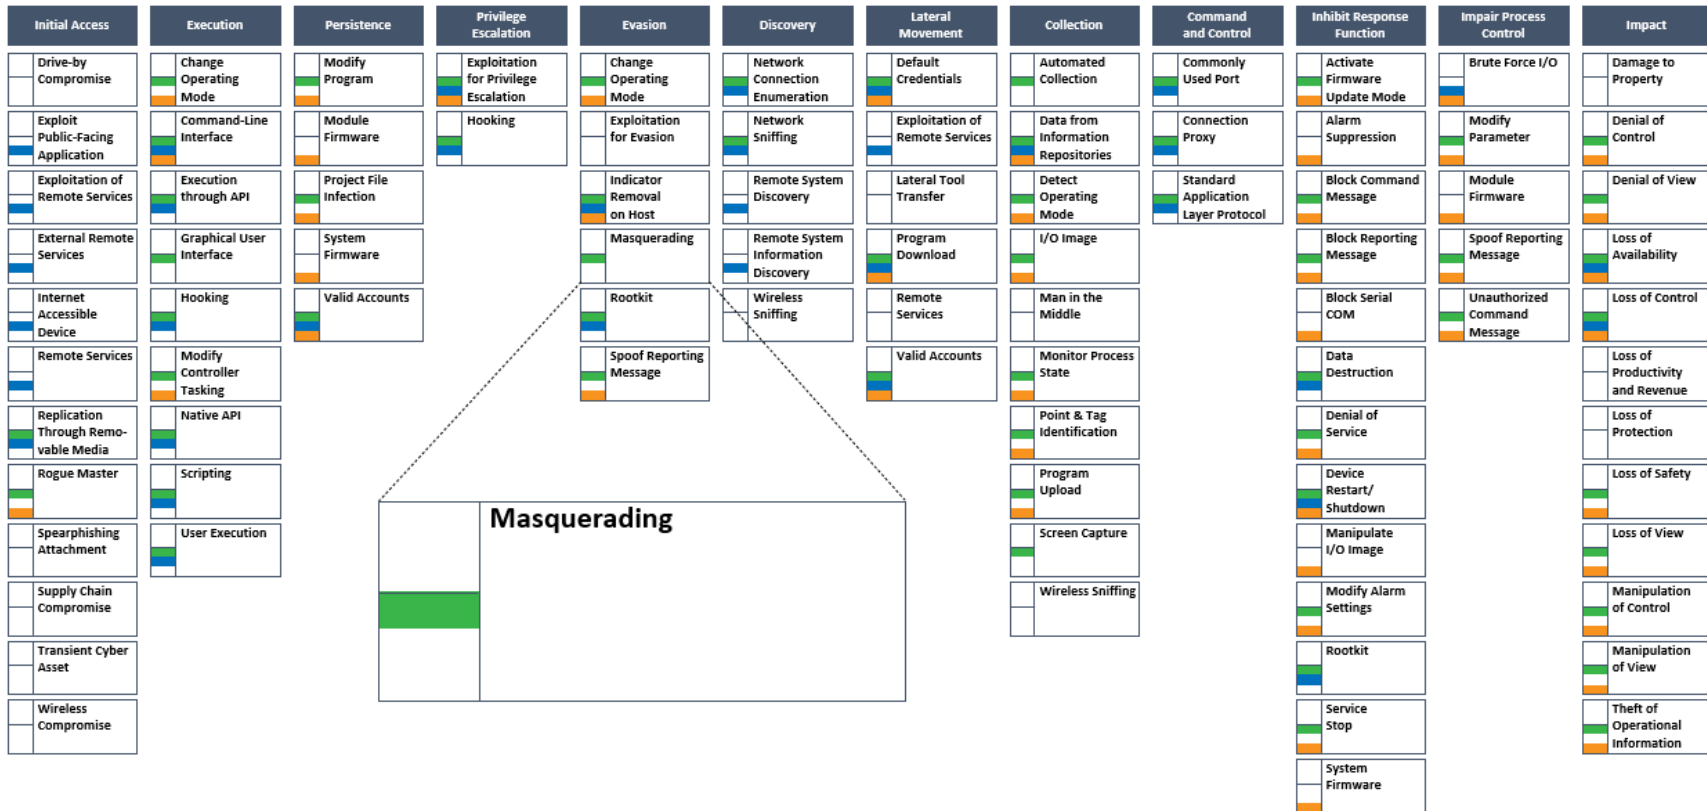 Initial Access
Drive-by
Compromise
Exploit
Public-Facing
Application
Exploitation of
Remote Services
External Remote
Services
Internet
Accessible
Device
Remote Services
Replication
Through Remo-
vable Media
Rogue Master
Spearphishing
Attachment
Supply Chain
Compromise
Transient Cyber
Asset
Wireless
Compromise
Execution
Change
Operating
Mode
Command-Line
Interface
Execution
through API
Graphical User
Interface
Hooking
Modify
Controller
Tasking
Native API
Scripting
User Execution
Persistence
Modify
Program
Module
Firmware
Project File
Infection
System
Firmware
Valid Accounts
Privilege
Escalation
Exploitation
for Privilege
Escalation
Hooking
Evasion
Change
Operating
Mode
Exploitation
for Evasion
Indicator
Removal
on Host
Masquerading
Rootkit
Spoof Reporting
Message
Masquerading
Discovery
Network
Connection
Enumeration
Network
Sniffing
Remote System
Discovery
Remote System
Information
Discovery
Wireless
Sniffing
Lateral
Movement
Default
Credentials
Exploitation of
Remote Services
Lateral Tool
Transfer
Program
Download
Remote
Services
Valid Accounts
Collection
Automated
Collection
Data from
Information
Repositories
Detect
Operating
Mode
I/O Image
Man in the
Middle
Monitor Process
State
Point & Tag
Identification
Program
Upload
Screen Capture
Wireless Sniffing
Command
and Control
Commonly
Used Port
Connection
Proxy
Standard
Application
Layer Protocol
Inhibit Response
Function
Activate
Firmware
Update Mode
Alarm
Suppression
Block Command
Message
Block Reporting
Message
Block Serial
COM
Data
Destruction
Denial of
Service
Device
Restart/
Shutdown
Manipulate
I/O Image
Modify Alarm
Settings
Rootkit
Service
Stop
System
Firmware
Impair Process
Control
Brute Force I/O
Modify
Parameter
Module
Firmware
Spoof Reporting
Message
Unauthorized
Command
Message
Impact
Damage to
Property
Denial of
Control
Denial of View
Loss of
Availability
Loss of Control
Loss of
Productivity
and Revenue
Loss of
Protection
Loss of Safety
Loss of View
Manipulation
of Control
Manipulation
of View
Theft of
Operational
Information